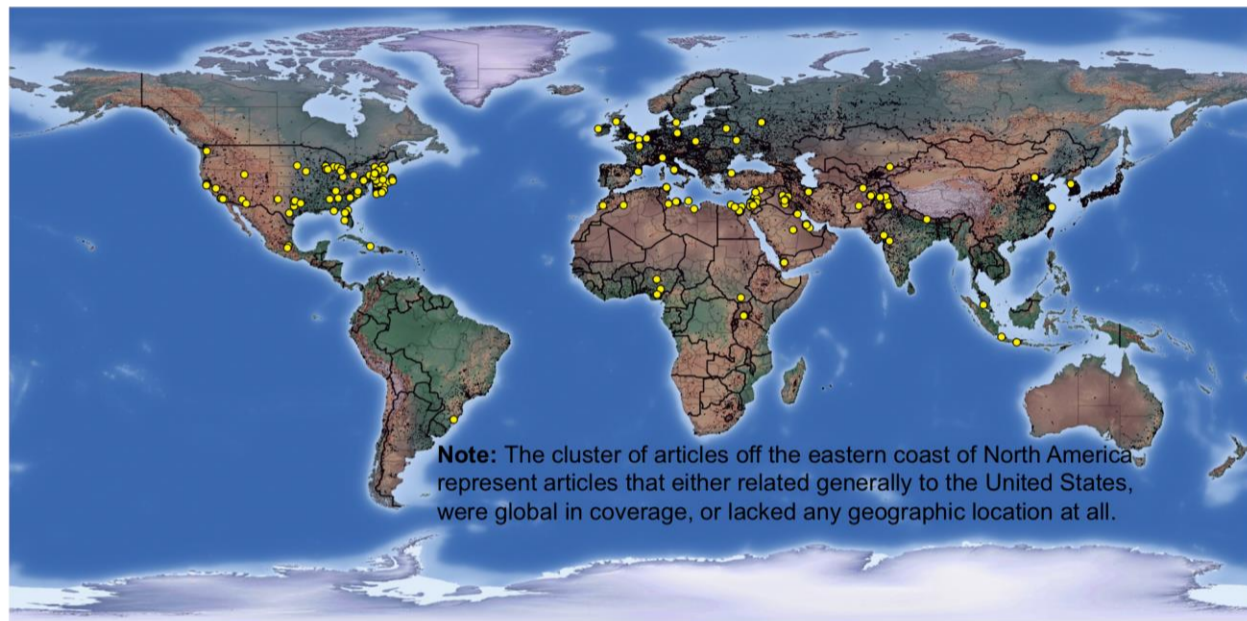 Note: The cluster of articles off the eastern coast of North America
represent articles that either related generally to the United States,
were global in coverage, or lacked any geographic location at all.